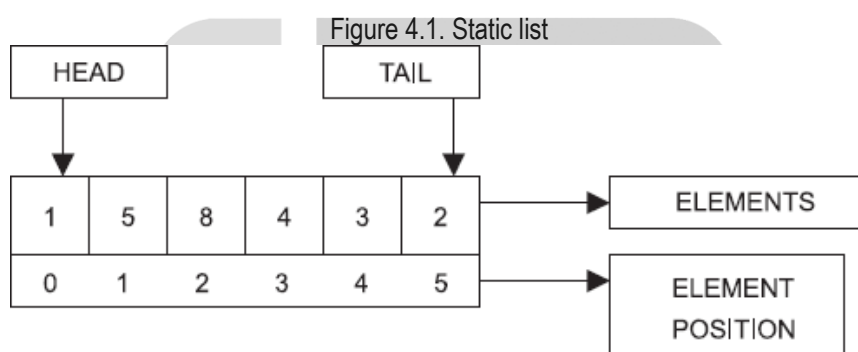 Figure 4.1. Static list
HEAD TAIL
1 5 8 4 3 2 ELEMENTS
0 1 2 3 4 5 ELEMENT
POSITION